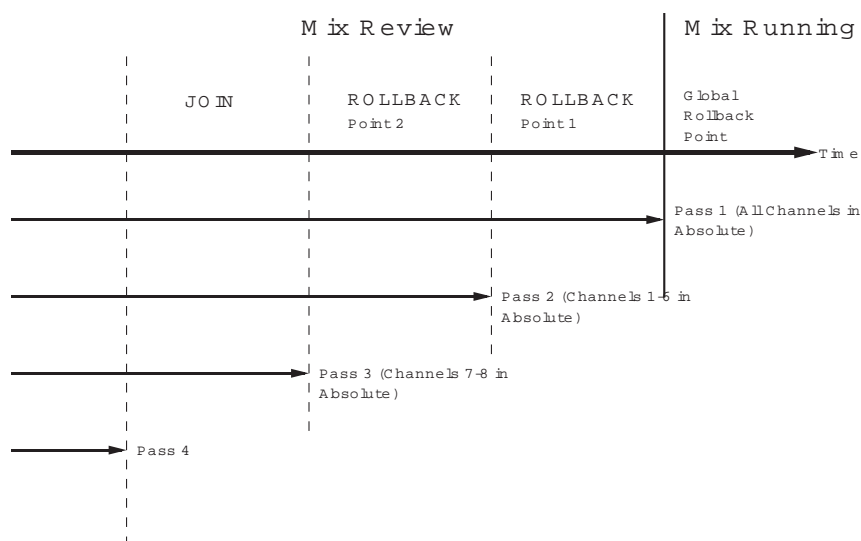 Mix Review
Mix Running
JOIN
ROLLBACK
Point 2
ROLLBACK
Point 1
Global
Rollback
Point
Time
Pass 1 (All Channels in
Absolute)
Pass 2 (Channels 1-6 in
Absolute)
Pass 3 (Channels 7-8 in
Absolute)
Pass 4